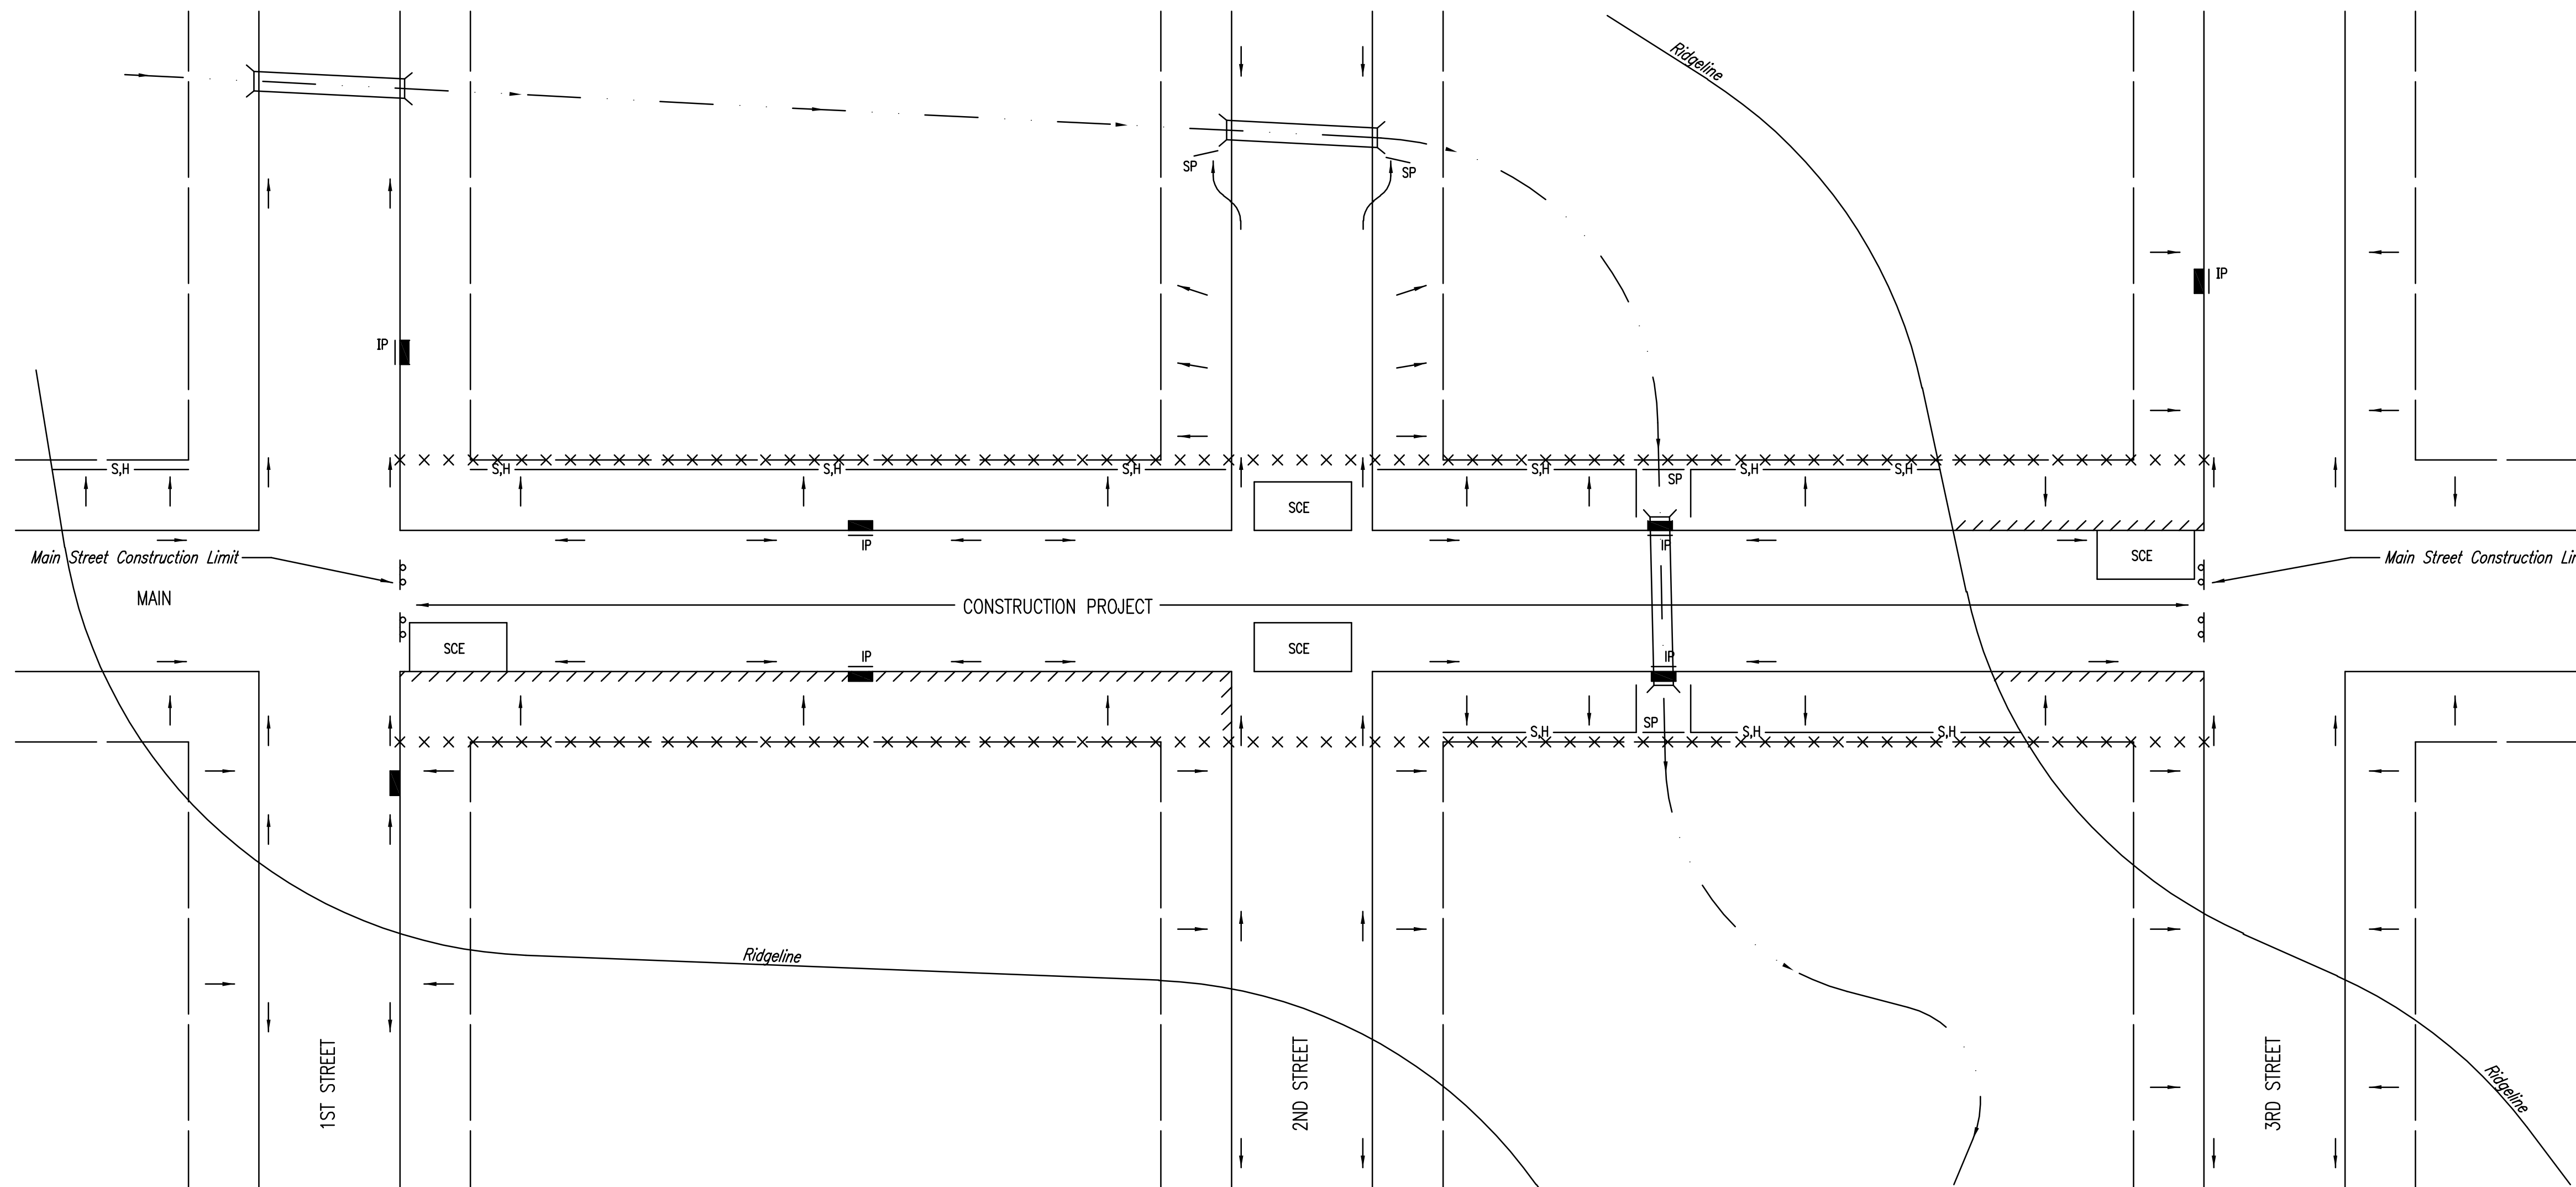 Ridgeline
SP
SP
IP
IP
S,H
S,H
S,H
S,H
S,H
S,H
S,H
SP
SCE
IP
IP
SCE
Main Street Construction Limit
Main Street Construction Li
MAIN
CONSTRUCTION PROJECT
SCE
SCE
IP
IP
SP
S,H
S,H
S,H
Ridgeline
1ST STREET
2ND STREET
3RD STREET
Ridgeline